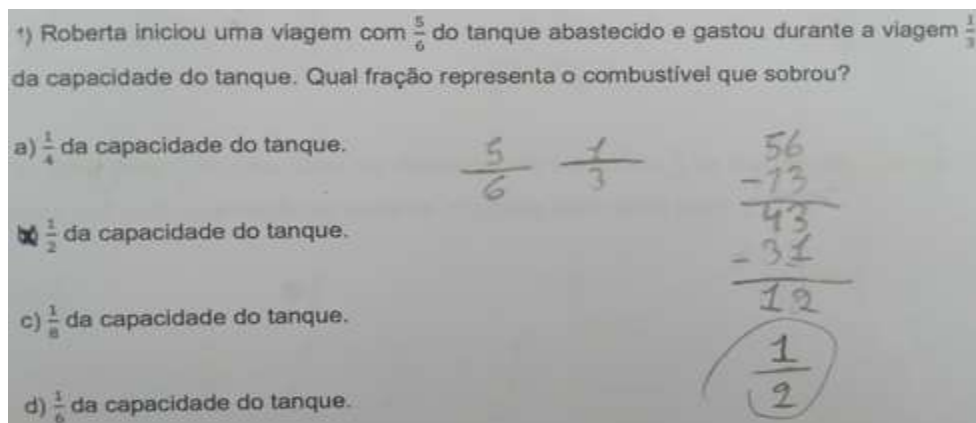 1) Roberta iniciou uma viagem com 5/6 do tanque abastecido e gastou durante a viagem 1/3
da capacidade do tanque. Qual fração representa o combustível que sobrou?
a) 1/4 da capacidade do tanque.
b) 1/2 da capacidade do tanque.
c) 1/8 da capacidade do tanque.
d) 1/6 da capacidade do tanque.
5/6 1/3
56
-13
43
-31
12
1/2